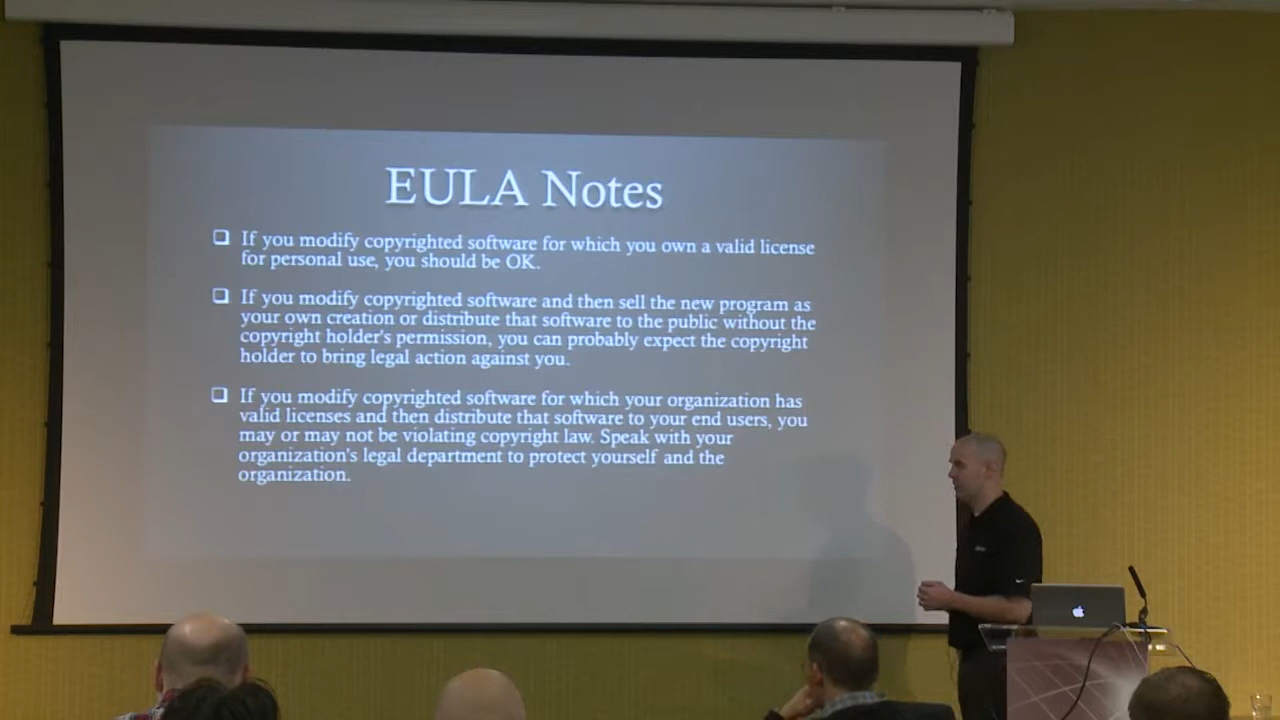 EULA Notes
❑ If you modify copyrighted software for which you own a valid license
for personal use, you should be OK.
❑ If you modify copyrighted software and then sell the new program as
your own creation or distribute that software to the public without the
copyright holder's permission, you can probably expect the copyright
holder to bring legal action against you.
❑ If you modify copyrighted software for which your organization has
valid licenses and then distribute that software to your end users, you
may or may not be violating copyright law. Speak with your
organization's legal department to protect yourself and the
organization.